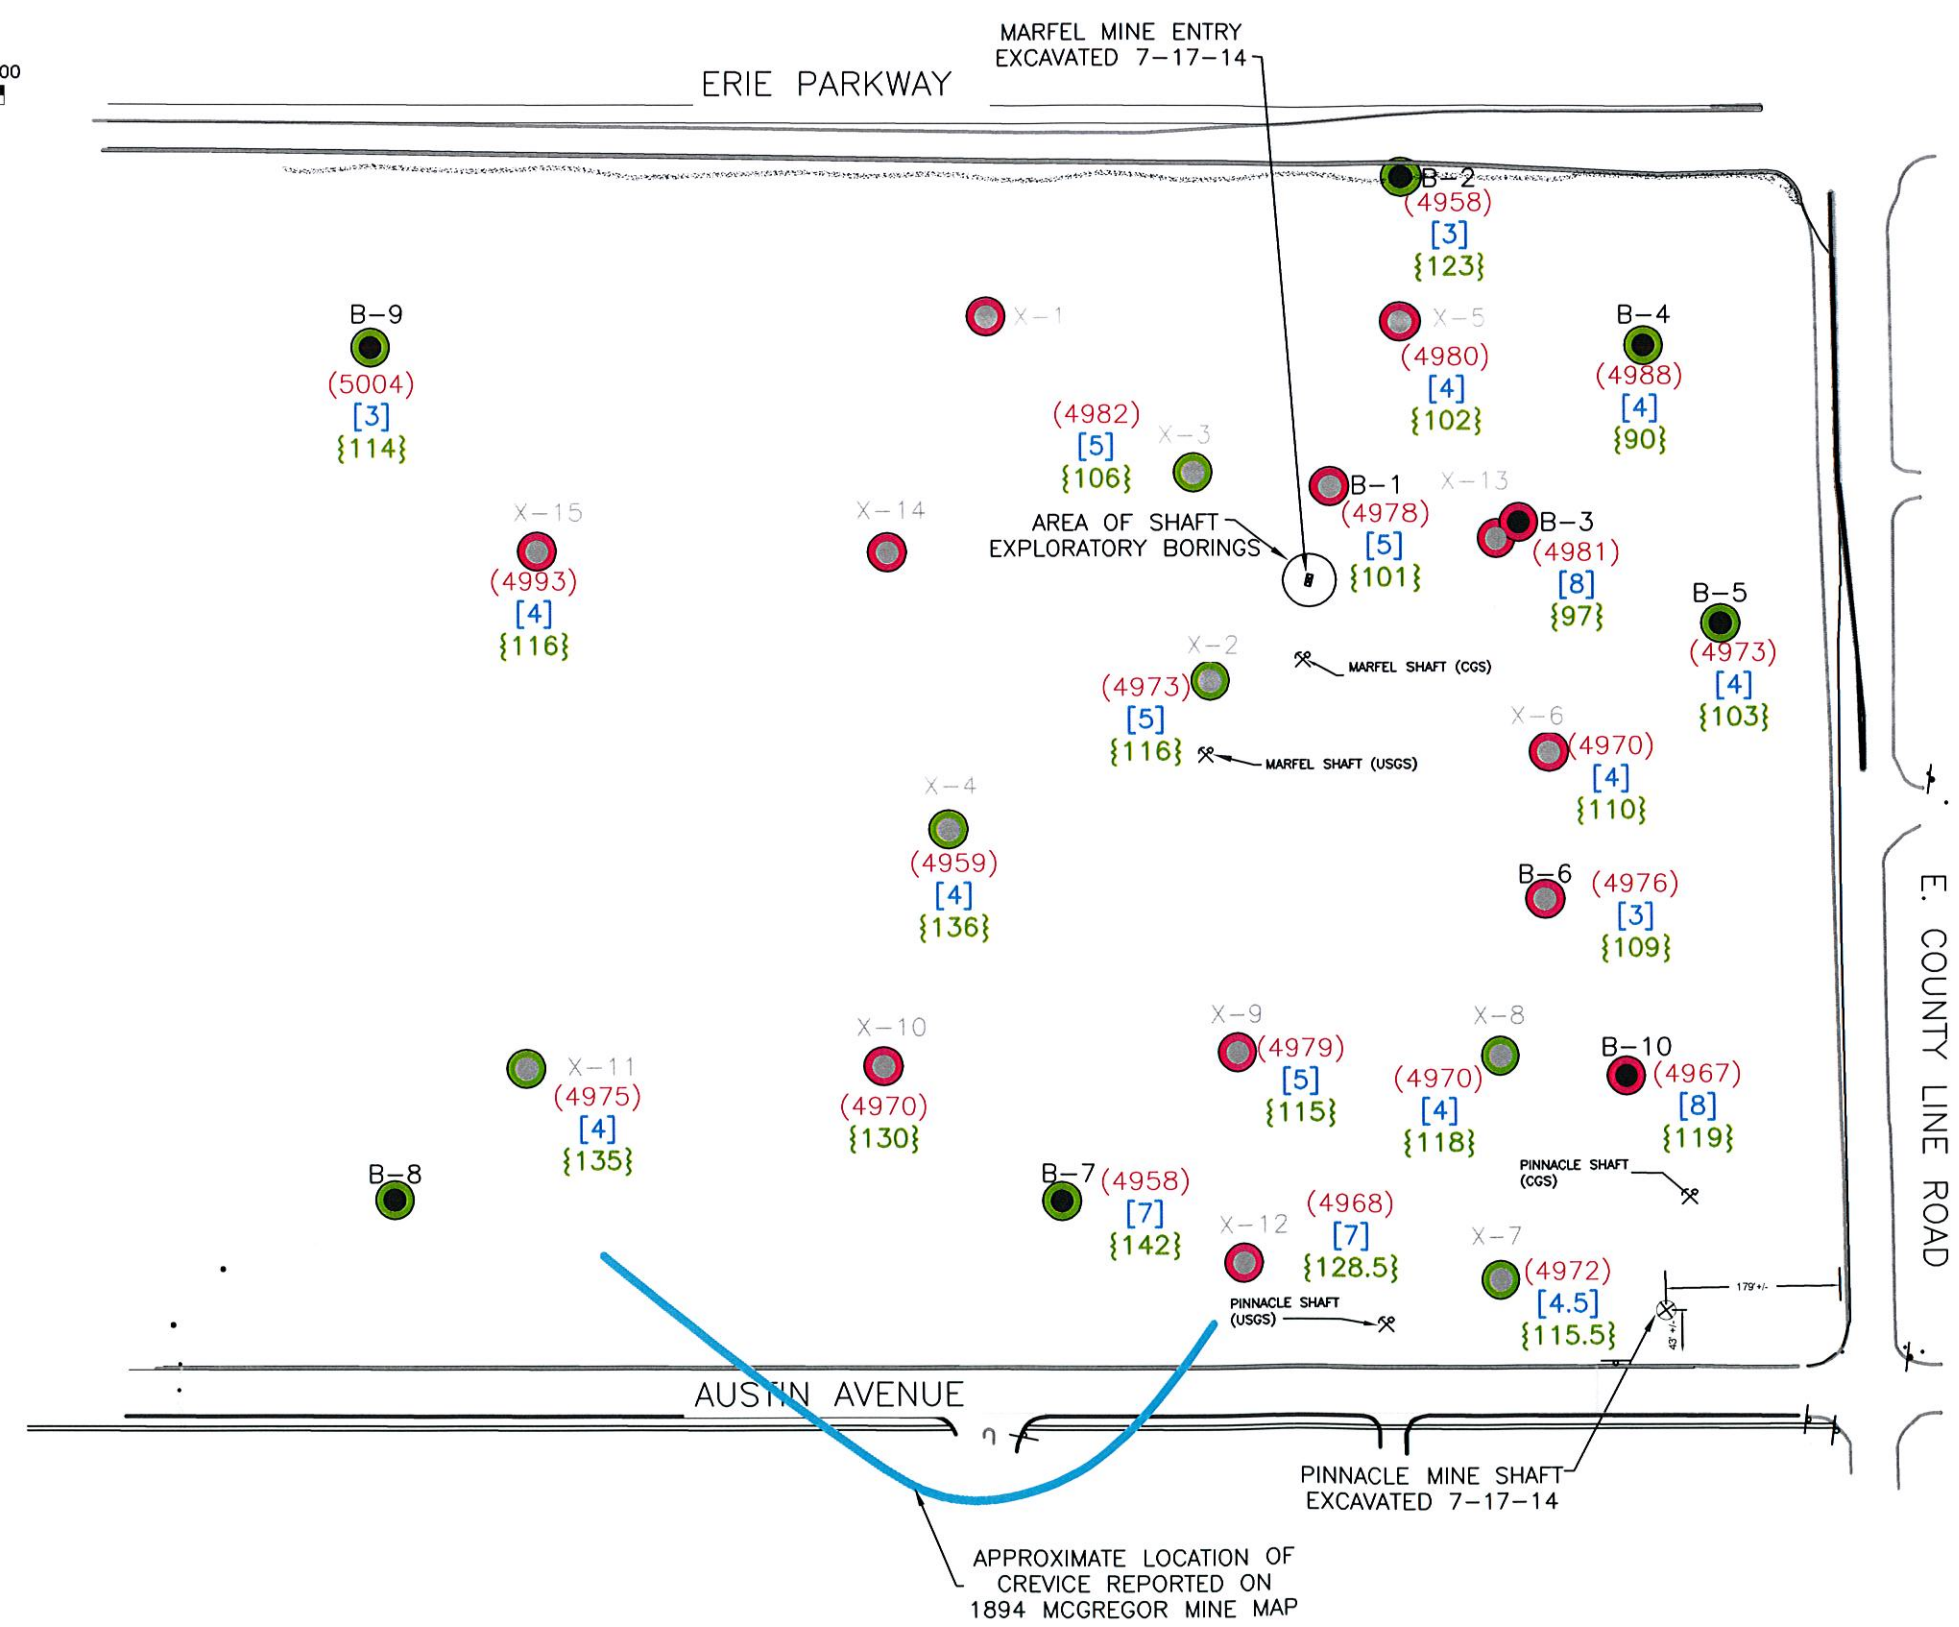 00
MARFEL MINE ENTRY
EXCAVATED 7-17-14
ERIE PARKWAY
B-2
(4958)
[3]
{123}
B-9
(5004)
[3]
{114}
X-1
X-5
(4980)
[4]
{102}
B-4
(4988)
[4]
{90}
(4982)
[5]
{106}
X-3
B-1
(4978)
[5]
{101}
X-13
B-3
(4981)
[8]
{97}
X-15
(4993)
[4]
{116}
X-14
AREA OF SHAFT
EXPLORATORY BORINGS
B-5
(4973)
[4]
{103}
X-2
(4973)
[5]
{116}
MARFEL SHAFT (CGS)
MARFEL SHAFT (USGS)
X-6
(4970)
[4]
{110}
X-4
(4959)
[4]
{136}
B-6
(4976)
[3]
{109}
E. COUNTY LINE ROAD
X-11
(4975)
[4]
{135}
X-10
(4970)
{130}
X-9
(4979)
[5]
{115}
X-8
(4970)
[4]
{118}
B-10
(4967)
[8]
{119}
B-8
B-7
(4958)
[7]
{142}
X-12
(4968)
[7]
{128.5}
PINNACLE SHAFT
(CGS)
X-7
(4972)
[4.5]
{115.5}
179'+/-
43' +/-
PINNACLE SHAFT
(USGS)
AUSTIN AVENUE
PINNACLE MINE SHAFT
EXCAVATED 7-17-14
APPROXIMATE LOCATION OF
CREVICE REPORTED ON
1894 MCGREGOR MINE MAP